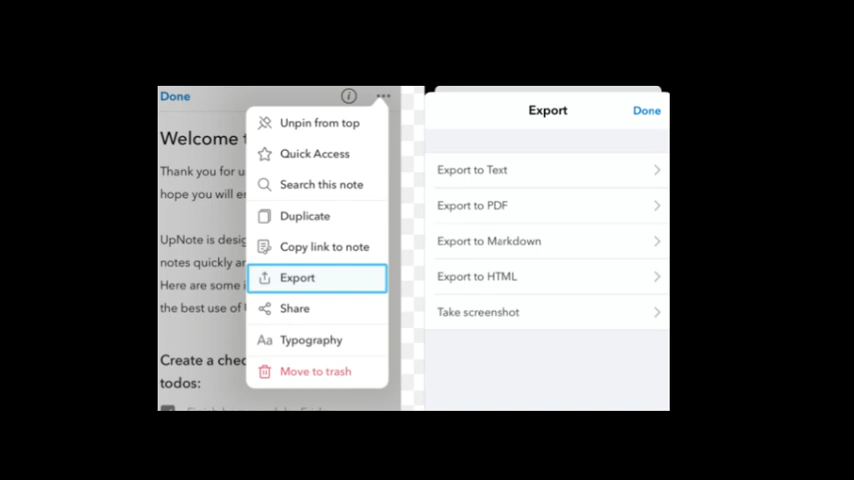 Done
Welcome t
Thank you for u
hope you will en
UpNote is desig
notes quickly an
Here are some i
the best use of
Create a chec
todos:
Unpin from top
Quick Access
Search this note
Duplicate
Copy link to note
Export
Share
Aa Typography
Move to trash
Export
Done
Export to Text
Export to PDF
Export to Markdown
Export to HTML
Take screenshot